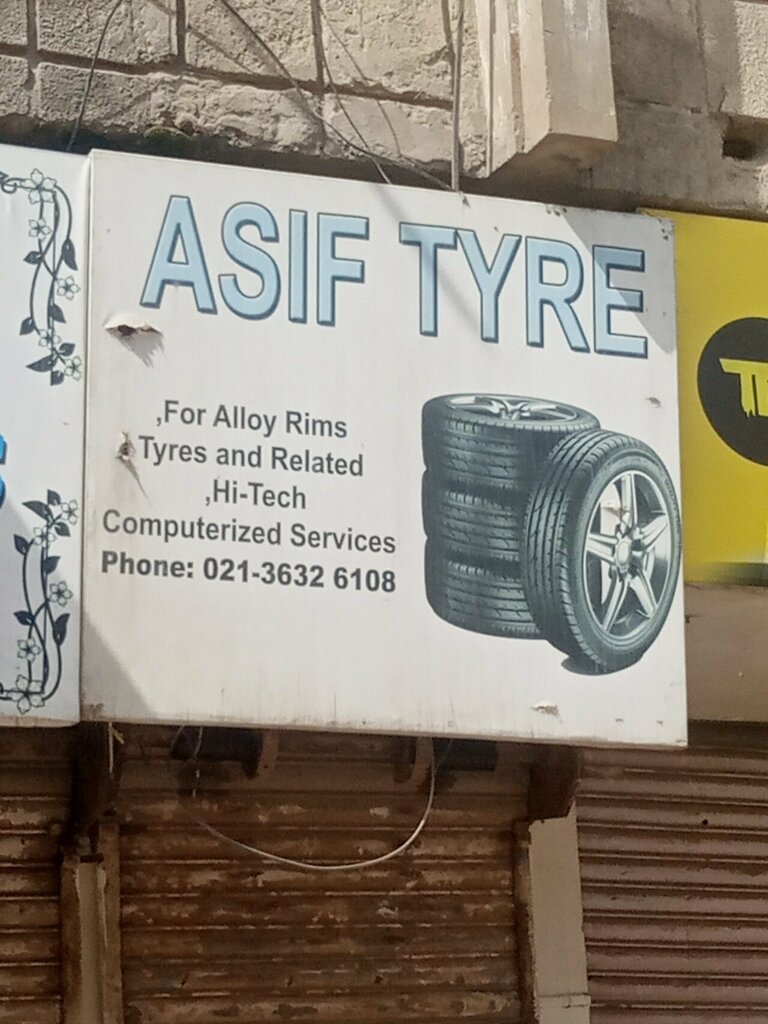 ASIF TYRE
,For Alloy Rims
Tyres and Related
,Hi-Tech
Computerized Services
Phone: 021-3632 6108